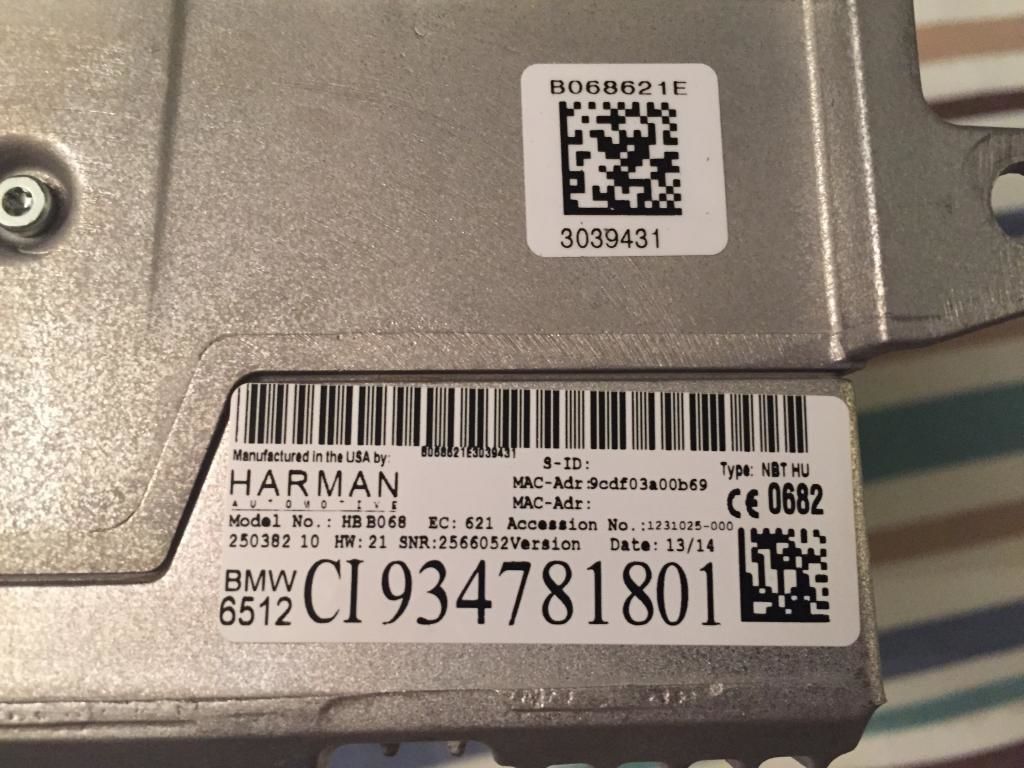 B068621E
3039431
B068621E3039431
Manufactured in the USA by:
HARMAN
AUTOMOTIVE
S-ID:
MAC-Adr:9cdf03a00b69
MAC-Adr:
Type: NBT HU
CE 0682
Model No.: HB B068 EC: 621 Accession No.:1231025-000
250382 10 HW: 21 SNR:2566052Version Date: 13/14
BMW
6512 CI 934781801